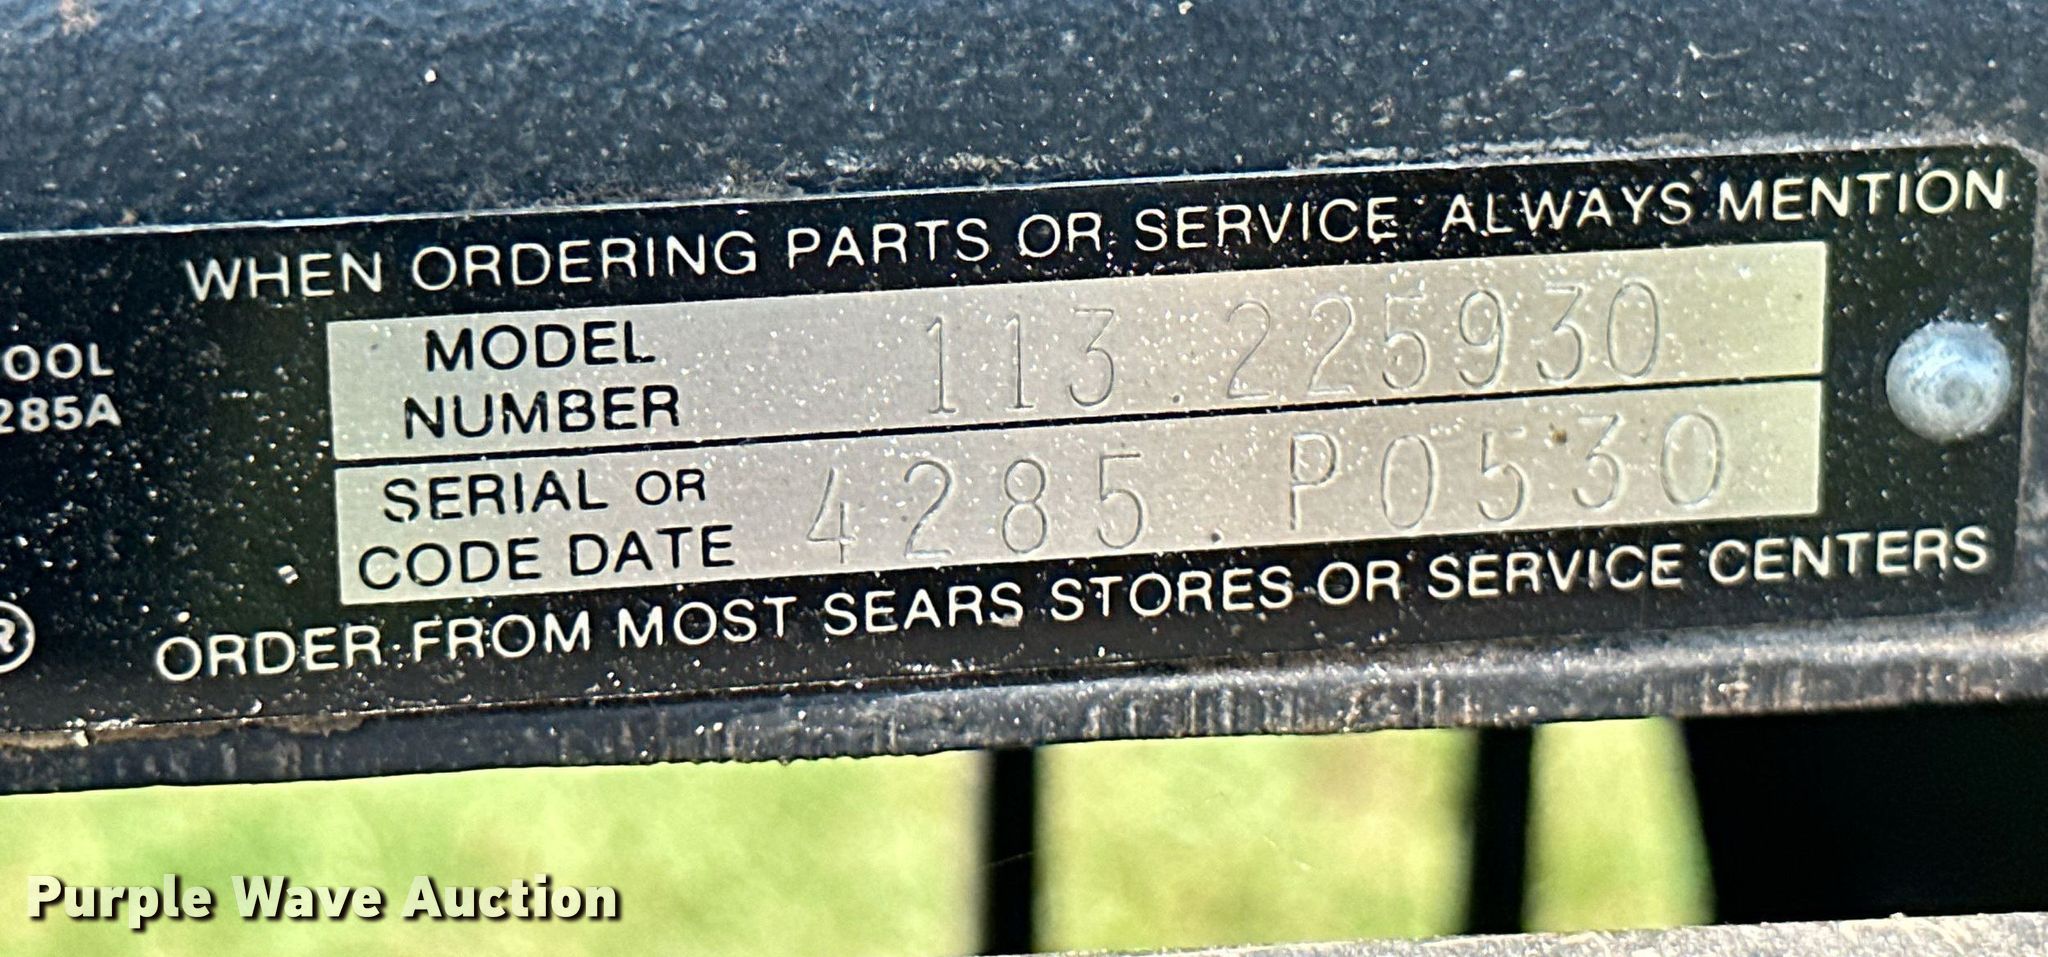 WHEN ORDERING PARTS OR SERVICE ALWAYS MENTION
OOL
285A
MODEL NUMBER 113.225930
SERIAL OR CODE DATE 4285.P0530
®
ORDER FROM MOST SEARS STORES OR SERVICE CENTERS
Purple Wave Auction